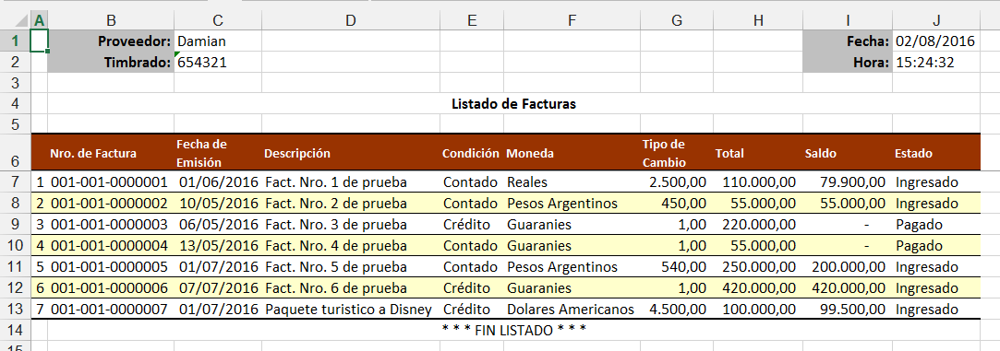 A B C D E F G H I J
1 Proveedor: Damian Fecha: 02/08/2016
2 Timbrado: 654321 Hora: 15:24:32
3
4 Listado de Facturas
5
6 Nro. de Factura Fecha de Emisión Descripción Condición Moneda Tipo de Cambio Total Saldo Estado
7 1 001-001-0000001 01/06/2016 Fact. Nro. 1 de prueba Contado Reales 2.500,00 110.000,00 79.900,00 Ingresado
8 2 001-001-0000002 10/05/2016 Fact. Nro. 2 de prueba Contado Pesos Argentinos 450,00 55.000,00 55.000,00 Ingresado
9 3 001-001-0000003 06/05/2016 Fact. Nro. 3 de prueba Crédito Guaranies 1,00 220.000,00 - Pagado
10 4 001-001-0000004 13/05/2016 Fact. Nro. 4 de prueba Contado Guaranies 1,00 55.000,00 - Pagado
11 5 001-001-0000005 01/07/2016 Fact. Nro. 5 de prueba Contado Pesos Argentinos 540,00 250.000,00 200.000,00 Ingresado
12 6 001-001-0000006 07/07/2016 Fact. Nro. 6 de prueba Crédito Guaranies 1,00 420.000,00 420.000,00 Ingresado
13 7 001-001-0000007 01/07/2016 Paquete turistico a Disney Crédito Dolares Americanos 4.500,00 100.000,00 99.500,00 Ingresado
14 * * * FIN LISTADO * * *
15